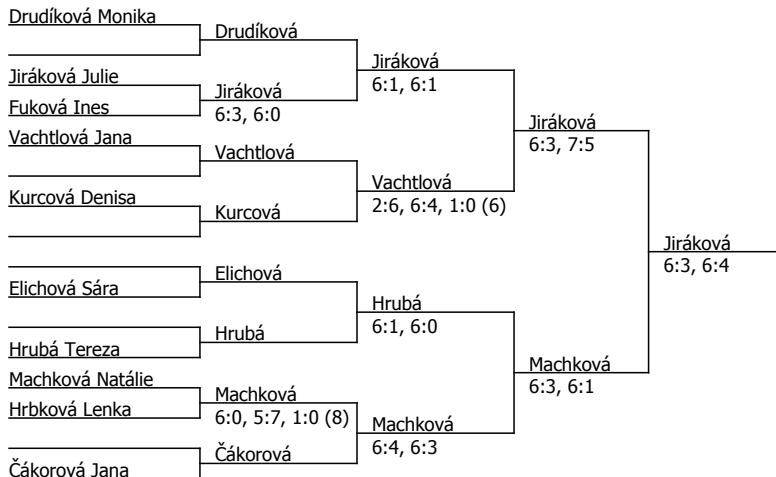 Drudíková Monika
Jiráková Julie
Fuková Ines
Vachtlová Jana
Kurcová Denisa
Elichová Sára
Hrubá Tereza
Machková Natálie
Hrbková Lenka
Čákorová Jana
Drudíková
Jiráková
6:3, 6:0
Vachtlová
Kurcová
Elichová
Hrubá
Machková
6:0, 5:7, 1:0 (8)
Čákorová
Jiráková
6:1, 6:1
Vachtlová
2:6, 6:4, 1:0 (6)
Hrubá
6:1, 6:0
Machková
6:4, 6:3
Jiráková
6:3, 7:5
Machková
6:3, 6:1
Jiráková
6:3, 6:4